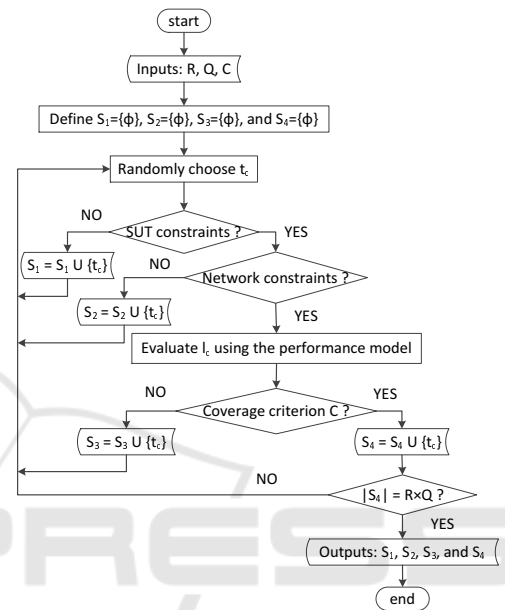 start
Inputs: R, Q, C
Define S₁={ϕ}, S₂={ϕ}, S₃={ϕ}, and S₄={ϕ}
Randomly choose t꜀
NO
SUT constraints ?
YES
S₁ = S₁ U {t꜀}
NO
Network constraints ?
S₂ = S₂ U {t꜀}
YES
Evaluate l꜀ using the performance model
NO
YES
Coverage criterion C ?
S₃ = S₃ U {t꜀}
S₄ = S₄ U {t꜀}
NO
|S₄| = R×Q ?
YES
Outputs: S₁, S₂, S₃, and S₄
end
PRESS